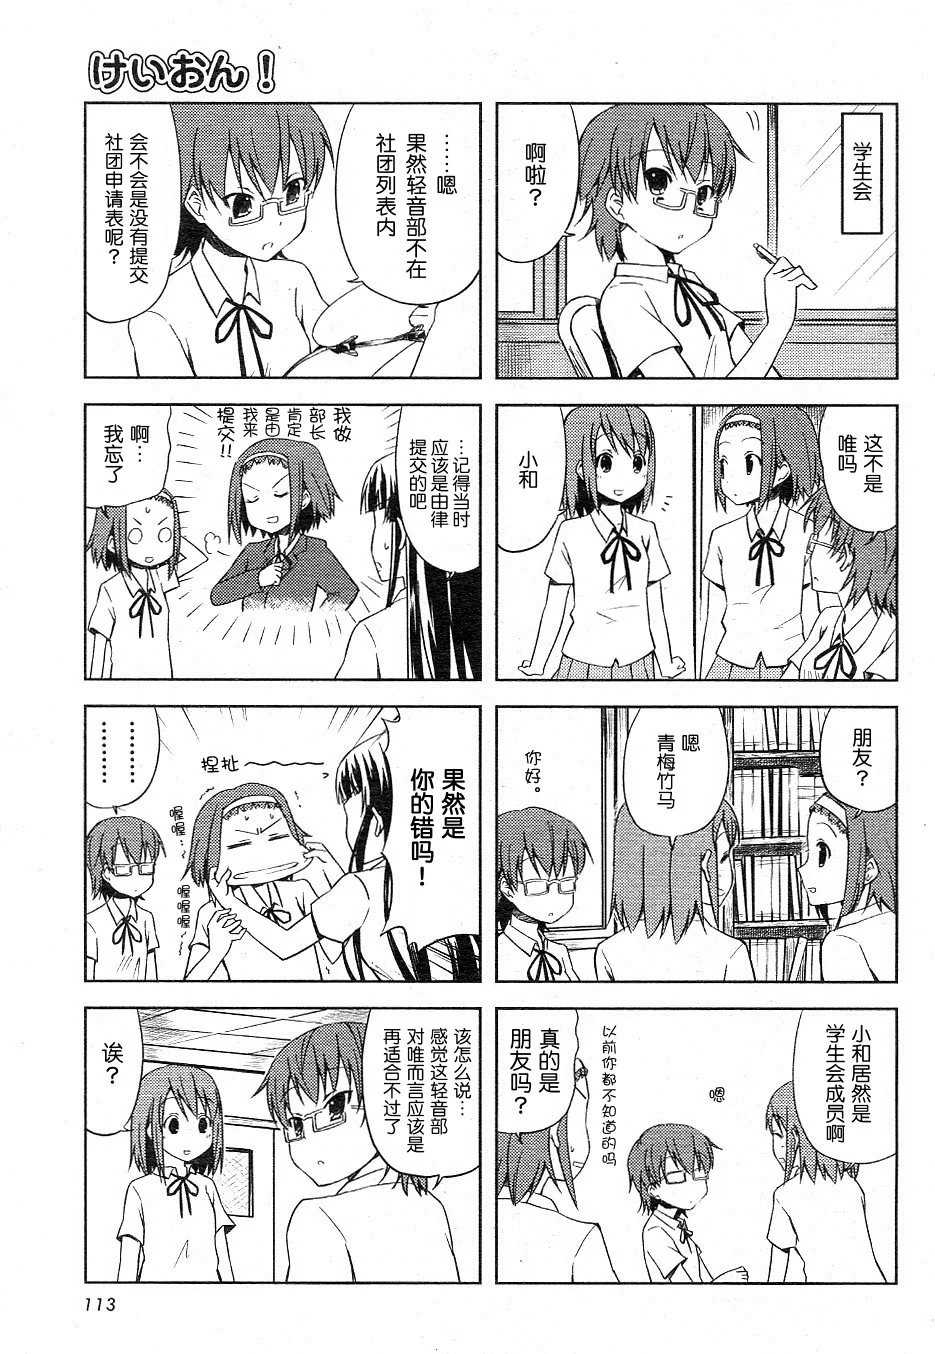 けいおん！
学生会
啊啦？
这不是
唯吗
小和
朋友？
嗯
青梅竹马
你好。
小和居然是
学生会成员啊
嗯
以前你都不知道的吗
真的是
朋友吗？
……嗯
果然轻音部不在
社团列表内
会不会是没有提交
社团申请表呢？
…记得当时
应该是由律
提交的吧
我做
部长
肯定
是由
我来
提交!!
啊…
我忘了
果然是
你的错吗！
捏扯
喔喔…
喔喔喔
………
该怎么说…
感觉这轻音部
对唯而言应该是
再适合不过了
诶？
113